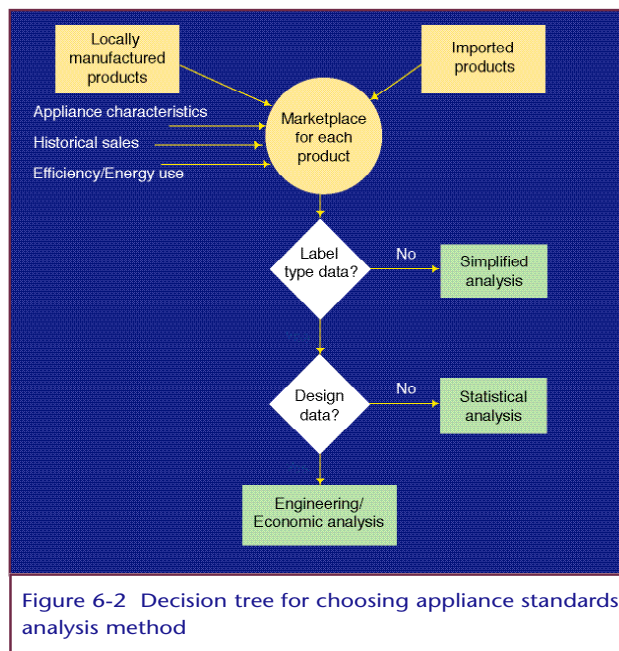 Locally
manufactured
products
Imported
products
Appliance characteristics
Historical sales
Efficiency/Energy use
Marketplace
for each
product
Label
type data?
No
Simplified
analysis
Design
data?
No
Statistical
analysis
Engineering/
Economic analysis
Figure 6-2 Decision tree for choosing appliance standards
analysis method